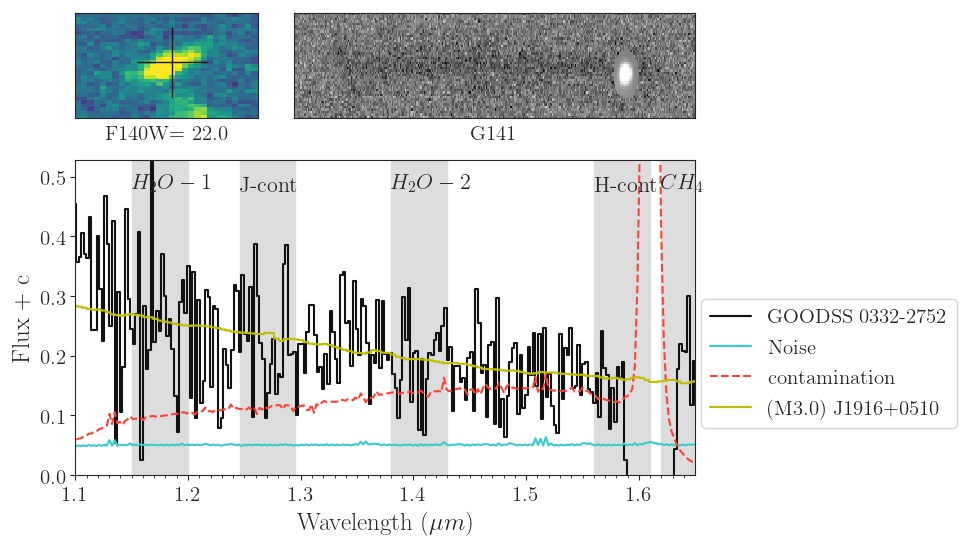 F140W= 22.0
G141
H₂O − 1
J-cont
H₂O − 2
H-cont
CH₄
0.5
0.4
0.3
0.2
0.1
0.0
Flux + c
1.1
1.2
1.3
1.4
1.5
1.6
Wavelength (μm)
GOODSS 0332-2752
Noise
contamination
(M3.0) J1916+0510